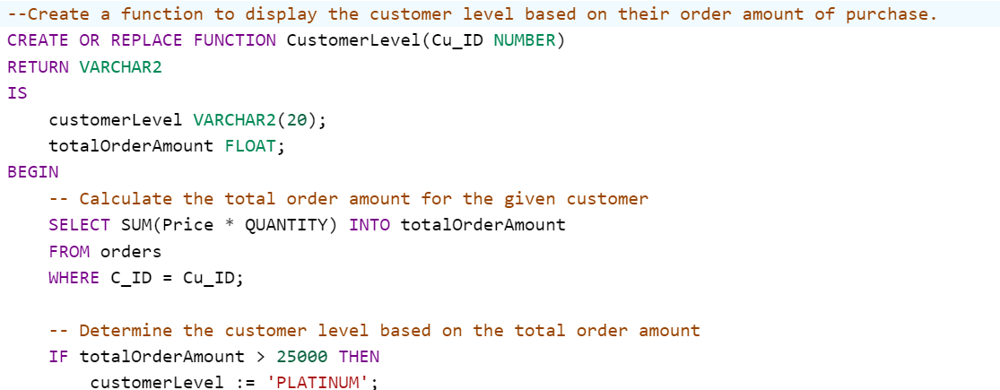 --Create a function to display the customer level based on their order amount of purchase.
CREATE OR REPLACE FUNCTION CustomerLevel(Cu_ID NUMBER)
RETURN VARCHAR2
IS
    customerLevel VARCHAR2(20);
    totalOrderAmount FLOAT;
BEGIN
    -- Calculate the total order amount for the given customer
    SELECT SUM(Price * QUANTITY) INTO totalOrderAmount
    FROM orders
    WHERE C_ID = Cu_ID;

    -- Determine the customer level based on the total order amount
    IF totalOrderAmount > 25000 THEN
        customerLevel := 'PLATINUM';